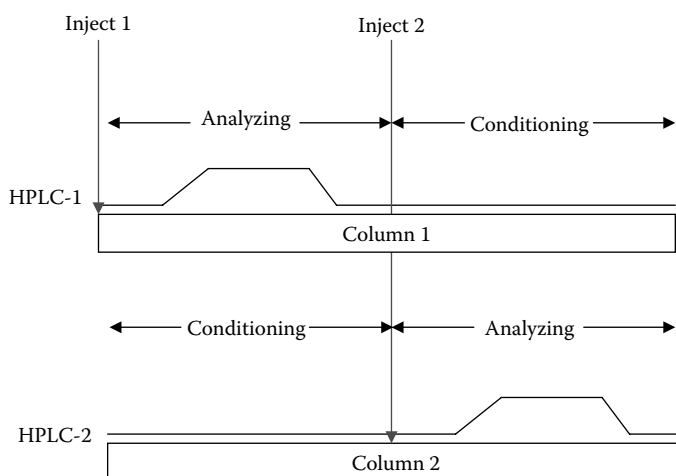 Inject 1
Inject 2
Analyzing
Conditioning
HPLC-1
Column 1
Conditioning
Analyzing
HPLC-2
Column 2